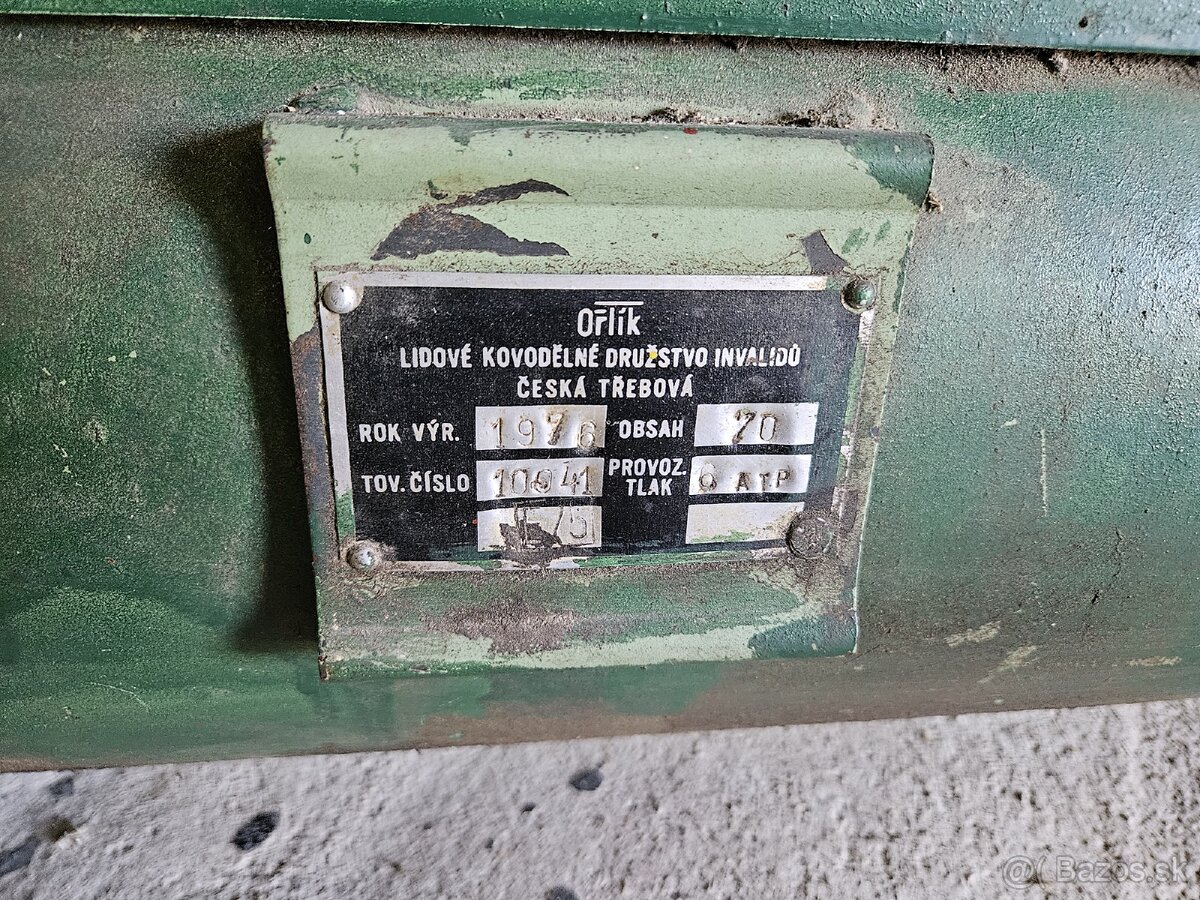 Orlík
LIDOVÉ KOVODĚLNÉ DRUŽSTVO INVALIDŮ
ČESKÁ TŘEBOVÁ
ROK VÝR. 1976 OBSAH 70
TOV. ČÍSLO 10041 PROVOZ. TLAK 6 ATP
@( Bazos.sk